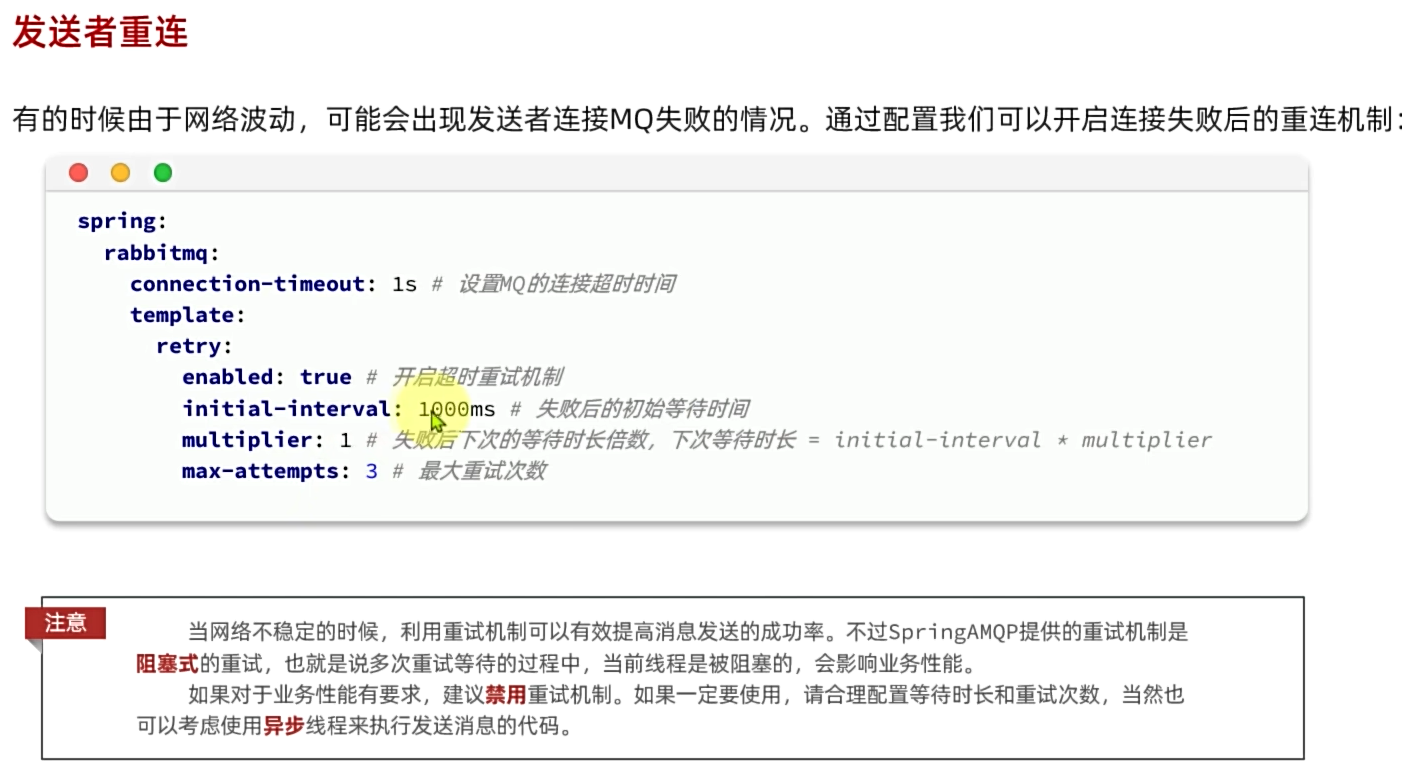 发送者重连
有的时候由于网络波动，可能会出现发送者连接MQ失败的情况。通过配置我们可以开启连接失败后的重连机制：
spring:
  rabbitmq:
    connection-timeout: 1s # 设置MQ的连接超时时间
    template:
      retry:
        enabled: true # 开启超时重试机制
        initial-interval: 1000ms # 失败后的初始等待时间
        multiplier: 1 # 失败后下次的等待时长倍数，下次等待时长 = initial-interval * multiplier
        max-attempts: 3 # 最大重试次数
注意
当网络不稳定的时候，利用重试机制可以有效提高消息发送的成功率。不过SpringAMQP提供的重试机制是
阻塞式的重试，也就是说多次重试等待的过程中，当前线程是被阻塞的，会影响业务性能。
如果对于业务性能有要求，建议禁用重试机制。如果一定要使用，请合理配置等待时长和重试次数，当然也
可以考虑使用异步线程来执行发送消息的代码。